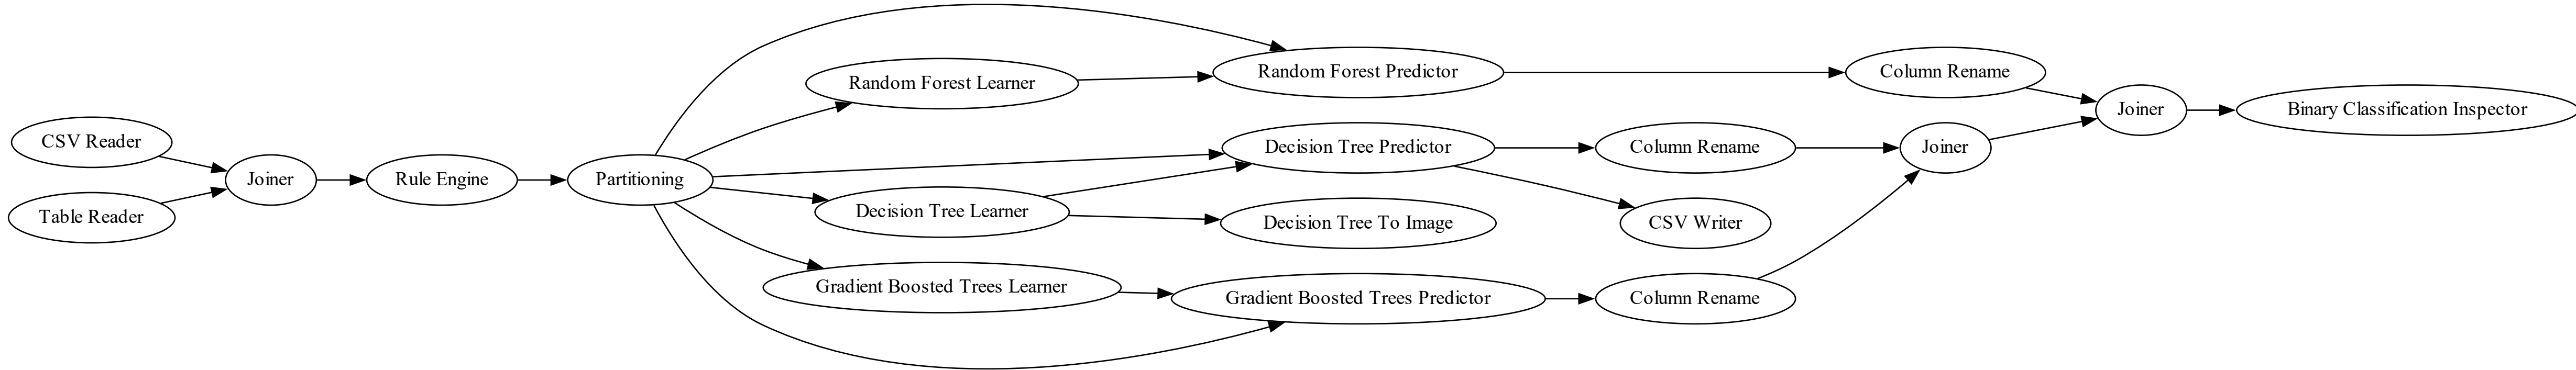 CSV Reader
Table Reader
Joiner
Rule Engine
Partitioning
Random Forest Learner
Decision Tree Learner
Gradient Boosted Trees Learner
Random Forest Predictor
Decision Tree Predictor
Decision Tree To Image
Gradient Boosted Trees Predictor
Column Rename
CSV Writer
Column Rename
Column Rename
Joiner
Joiner
Binary Classification Inspector